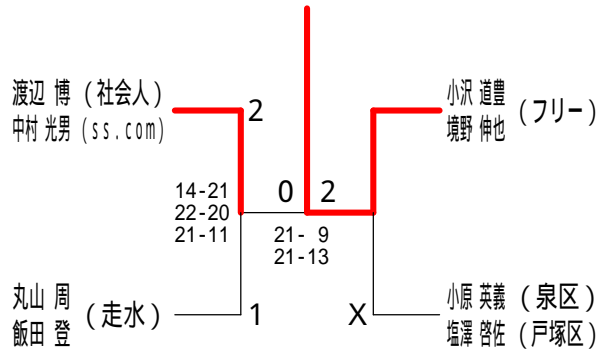 渡辺 博 (社会人)
中村 光男 (ss.com)
2
小沢 道豊
境野 伸也
(フリー)
14-21
22-20
21-11
0 2
21- 9
21-13
丸山 周
飯田 登
(走水)
1
X
小原 英義 (泉区)
塩澤 啓佐 (戸塚区)